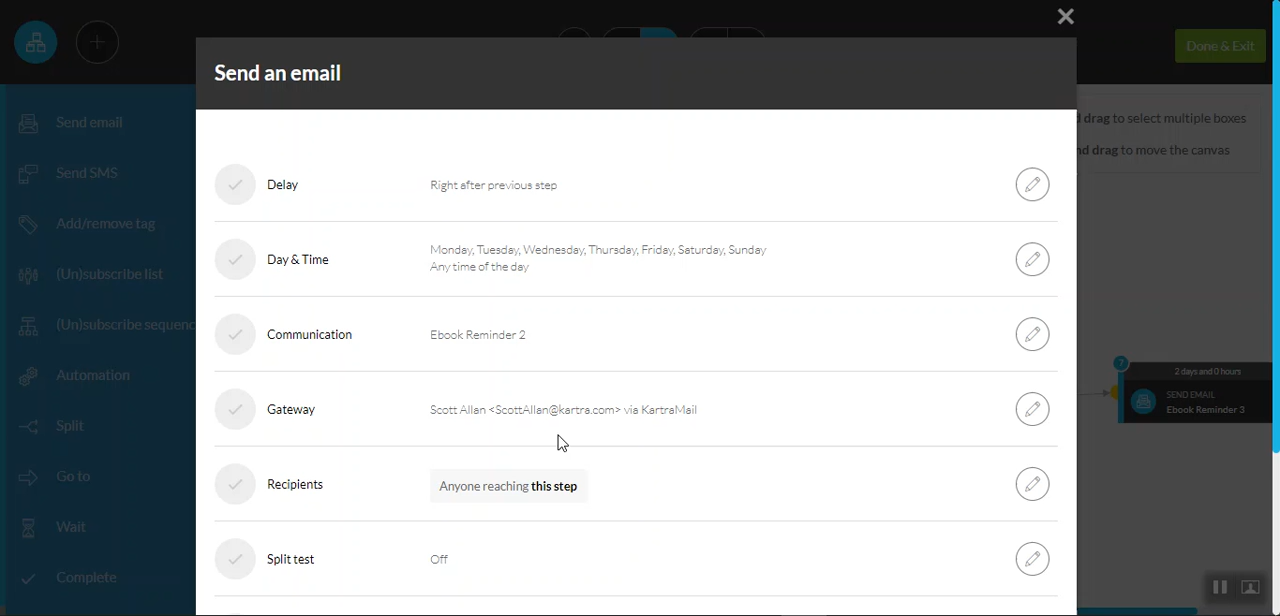 Done & Exit
Send an email
Send email
Send SMS
Add/remove tag
(Un)subscribe list
(Un)subscribe sequenc
Automation
Split
Go to
Wait
Complete
Delay
Right after previous step
Day & Time
Monday, Tuesday, Wednesday, Thursday, Friday, Saturday, Sunday
Any time of the day
Communication
Ebook Reminder 2
Gateway
Scott Allan <ScottAllan@kartra.com> via KartraMail
Recipients
Anyone reaching this step
Split test
Off
d drag to select multiple boxes
nd drag to move the canvas
7
2 days and 0 hours
SEND EMAIL
Ebook Reminder 3